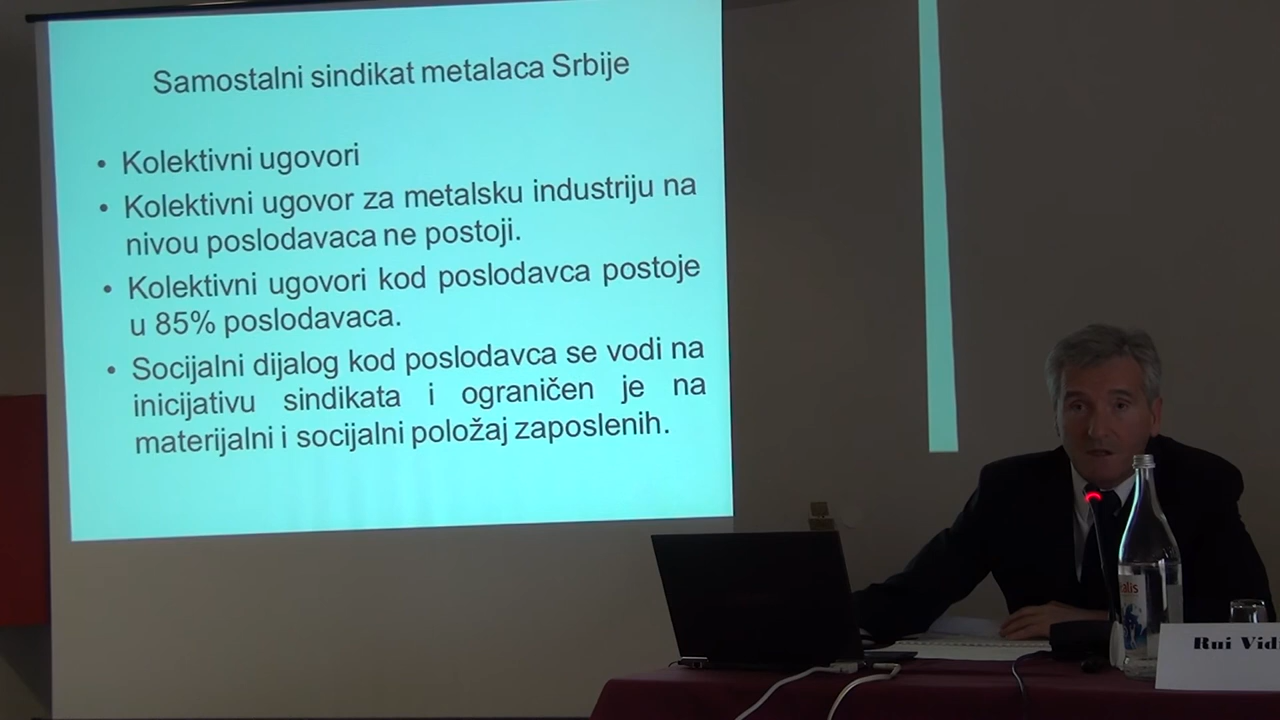 Samostalni sindikat metalaca Srbije
• Kolektivni ugovori
• Kolektivni ugovor za metalsku industriju na
nivou poslodavaca ne postoji.
• Kolektivni ugovori kod poslodavca postoje
u 85% poslodavaca.
• Socijalni dijalog kod poslodavca se vodi na
inicijativu sindikata i ograničen je na
materijalni i socijalni položaj zaposlenih.
Rui